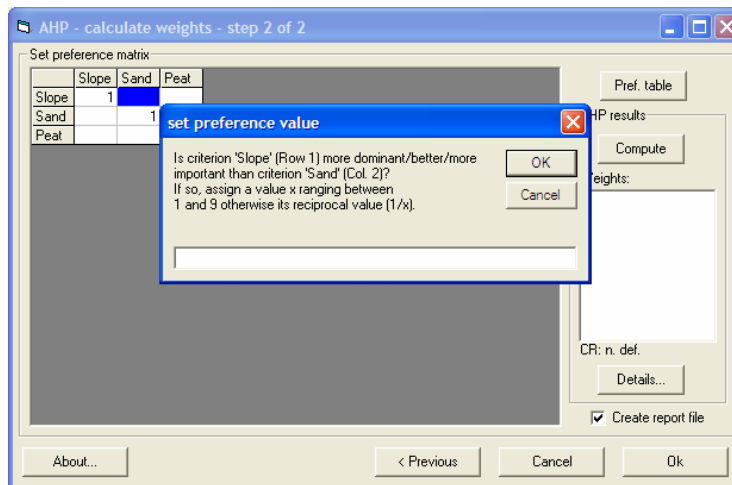 AHP - calculate weights - step 2 of 2
Set preference matrix
Slope Sand Peat
Slope 1
Sand 1
Peat
Pref. table
HP results
Compute
eights:
CR: n. def.
Details...
Create report file
set preference value
Is criterion 'Slope' (Row 1) more dominant/better/more
important than criterion 'Sand' (Col. 2)?
If so, assign a value x ranging between
1 and 9 otherwise its reciprocal value (1/x).
OK
Cancel
About...
< Previous
Cancel
Ok